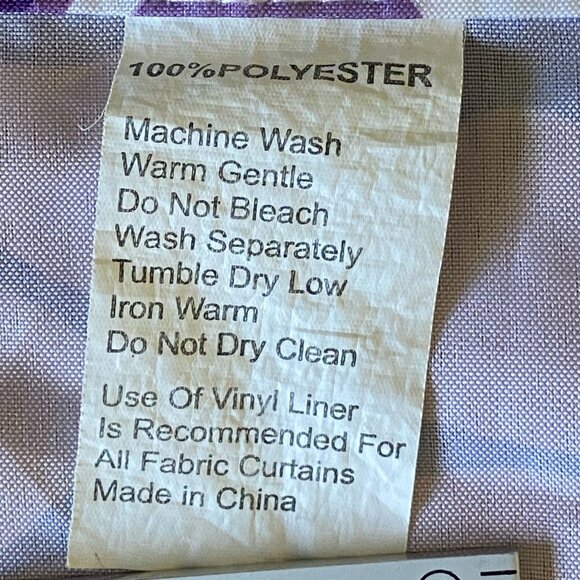 100%POLYESTER
Machine Wash
Warm Gentle
Do Not Bleach
Wash Separately
Tumble Dry Low
Iron Warm
Do Not Dry Clean
Use Of Vinyl Liner
Is Recommended For
All Fabric Curtains
Made in China